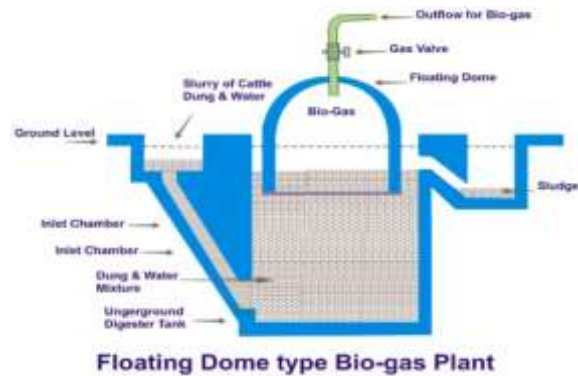 Outflow for Bio-gas
Gas Valve
Floating Dome
Slurry of Cattle
Dung & Water
Bio-Gas
Ground Level
Sludge
Inlet Chamber
Inlet Chamber
Dung & Water
Mixture
Ungerground
Digester Tank
Floating Dome type Bio-gas Plant